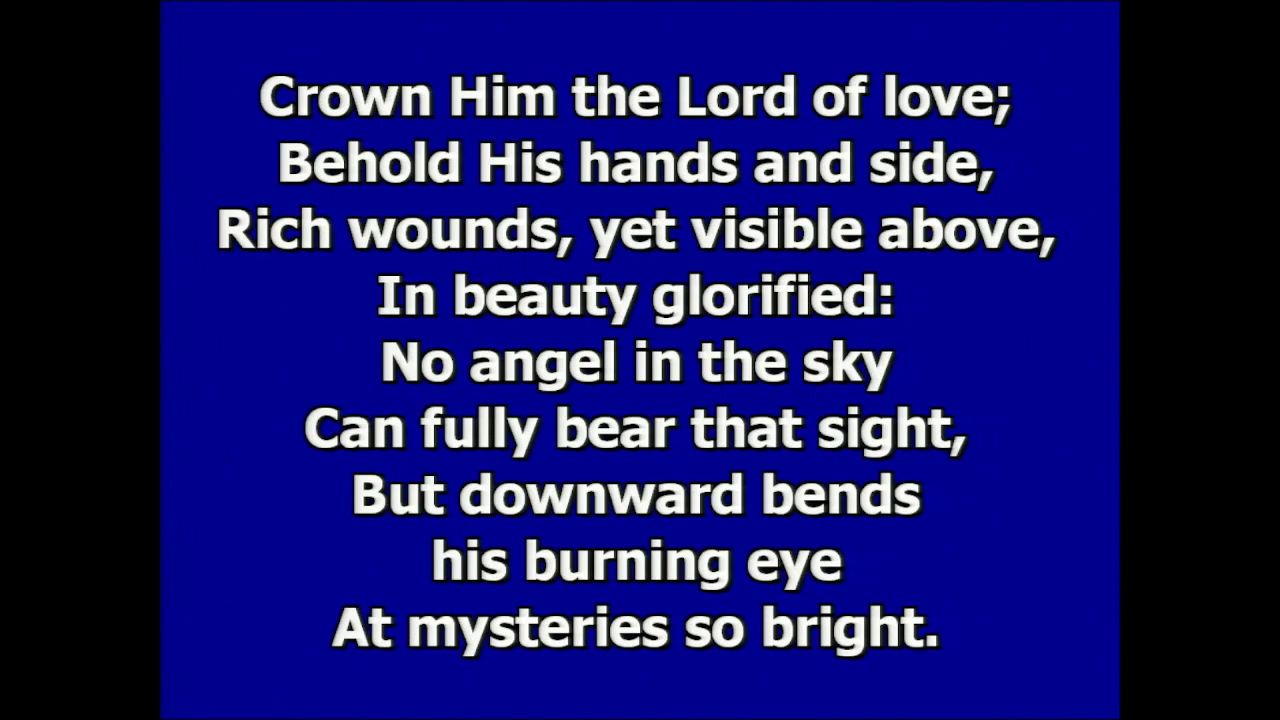 Crown Him the Lord of love;
Behold His hands and side,
Rich wounds, yet visible above,
In beauty glorified:
No angel in the sky
Can fully bear that sight,
But downward bends
his burning eye
At mysteries so bright.